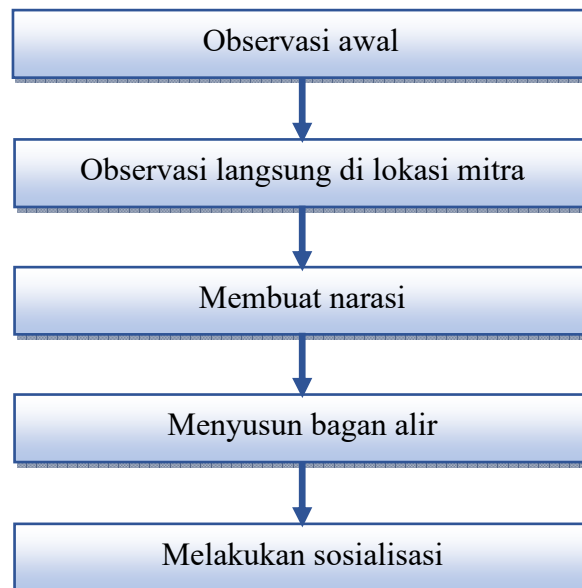 Observasi awal
Observasi langsung di lokasi mitra
Membuat narasi
Menyusun bagan alir
Melakukan sosialisasi